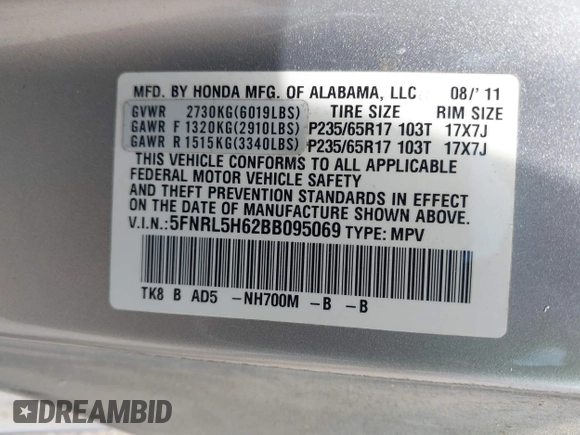 MFD. BY HONDA MFG. OF ALABAMA, LLC 08/'11
GVWR 2730KG(6019LBS) TIRE SIZE RIM SIZE
GAWR F 1320KG(2910LBS) P235/65R17 103T 17X7J
GAWR R 1515KG(3340LBS) P235/65R17 103T 17X7J
THIS VEHICLE CONFORMS TO ALL APPLICABLE
FEDERAL MOTOR VEHICLE SAFETY
AND THEFT PREVENTION STANDARDS IN EFFECT
ON THE DATE OF MANUFACTURE SHOWN ABOVE.
V.I.N.:5FNRL5H62BB095069 TYPE: MPV
TK8 B AD5 -NH700M -B -B
DREAMBID